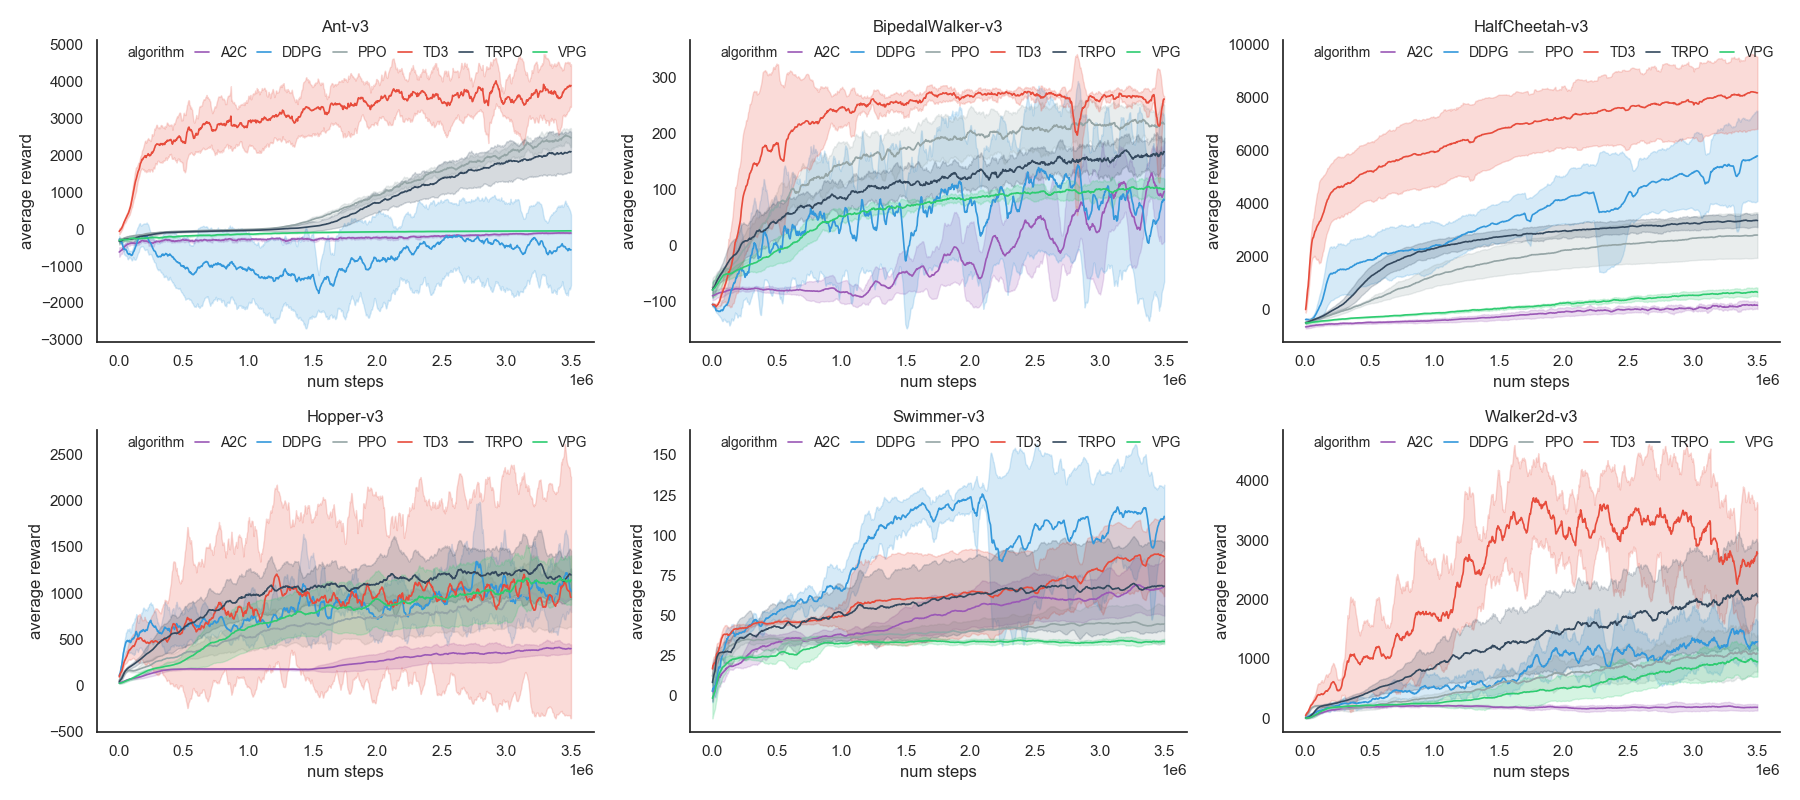 Ant-v3
algorithm A2C DDPG PPO TD3 TRPO VPG
average reward
5000
4000
3000
2000
1000
0
−1000
−2000
−3000
0.0 0.5 1.0 1.5 2.0 2.5 3.0 3.5
1e6
num steps
BipedalWalker-v3
algorithm A2C DDPG PPO TD3 TRPO VPG
average reward
300
200
100
0
−100
0.0 0.5 1.0 1.5 2.0 2.5 3.0 3.5
1e6
num steps
HalfCheetah-v3
algorithm A2C DDPG PPO TD3 TRPO VPG
average reward
10000
8000
6000
4000
2000
0
0.0 0.5 1.0 1.5 2.0 2.5 3.0 3.5
1e6
num steps
Hopper-v3
algorithm A2C DDPG PPO TD3 TRPO VPG
average reward
2500
2000
1500
1000
500
0
−500
0.0 0.5 1.0 1.5 2.0 2.5 3.0 3.5
1e6
num steps
Swimmer-v3
algorithm A2C DDPG PPO TD3 TRPO VPG
average reward
150
125
100
75
50
25
0
0.0 0.5 1.0 1.5 2.0 2.5 3.0 3.5
1e6
num steps
Walker2d-v3
algorithm A2C DDPG PPO TD3 TRPO VPG
average reward
4000
3000
2000
1000
0
0.0 0.5 1.0 1.5 2.0 2.5 3.0 3.5
1e6
num steps